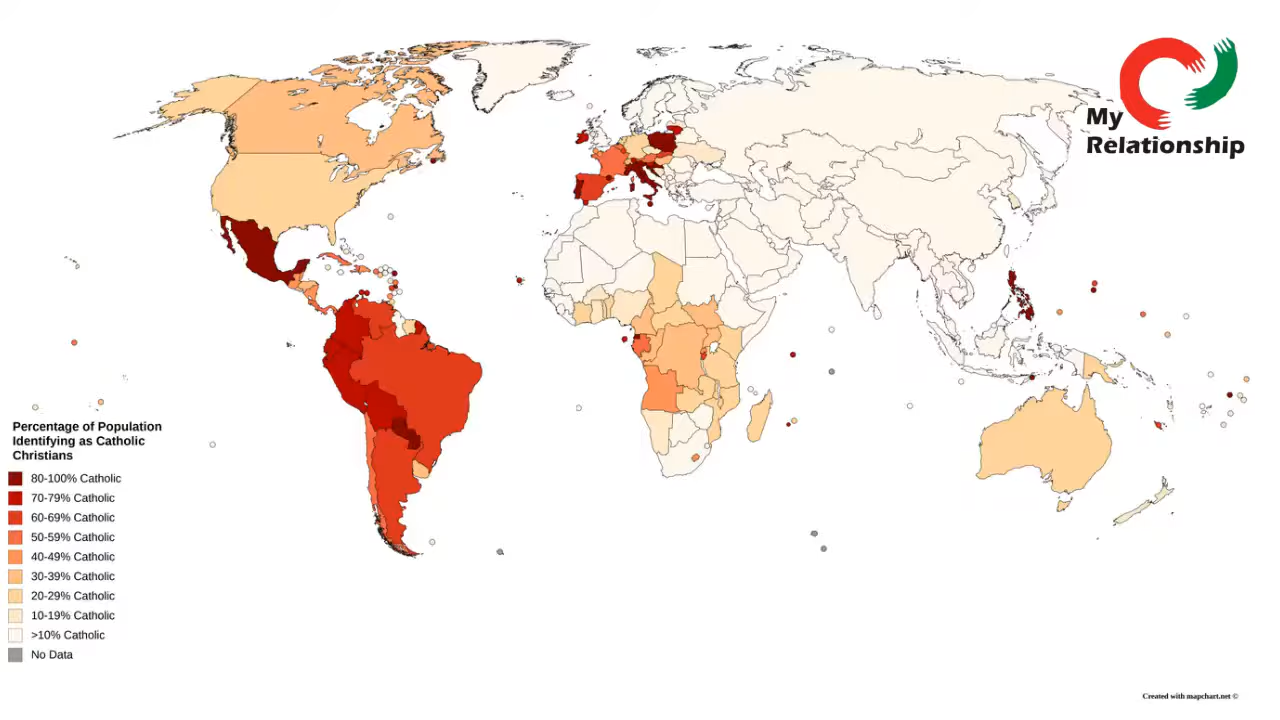 My
Relationship
Percentage of Population
Identifying as Catholic
Christians
80-100% Catholic
70-79% Catholic
60-69% Catholic
50-59% Catholic
40-49% Catholic
30-39% Catholic
20-29% Catholic
10-19% Catholic
>10% Catholic
No Data
Created with mapchart.net ©